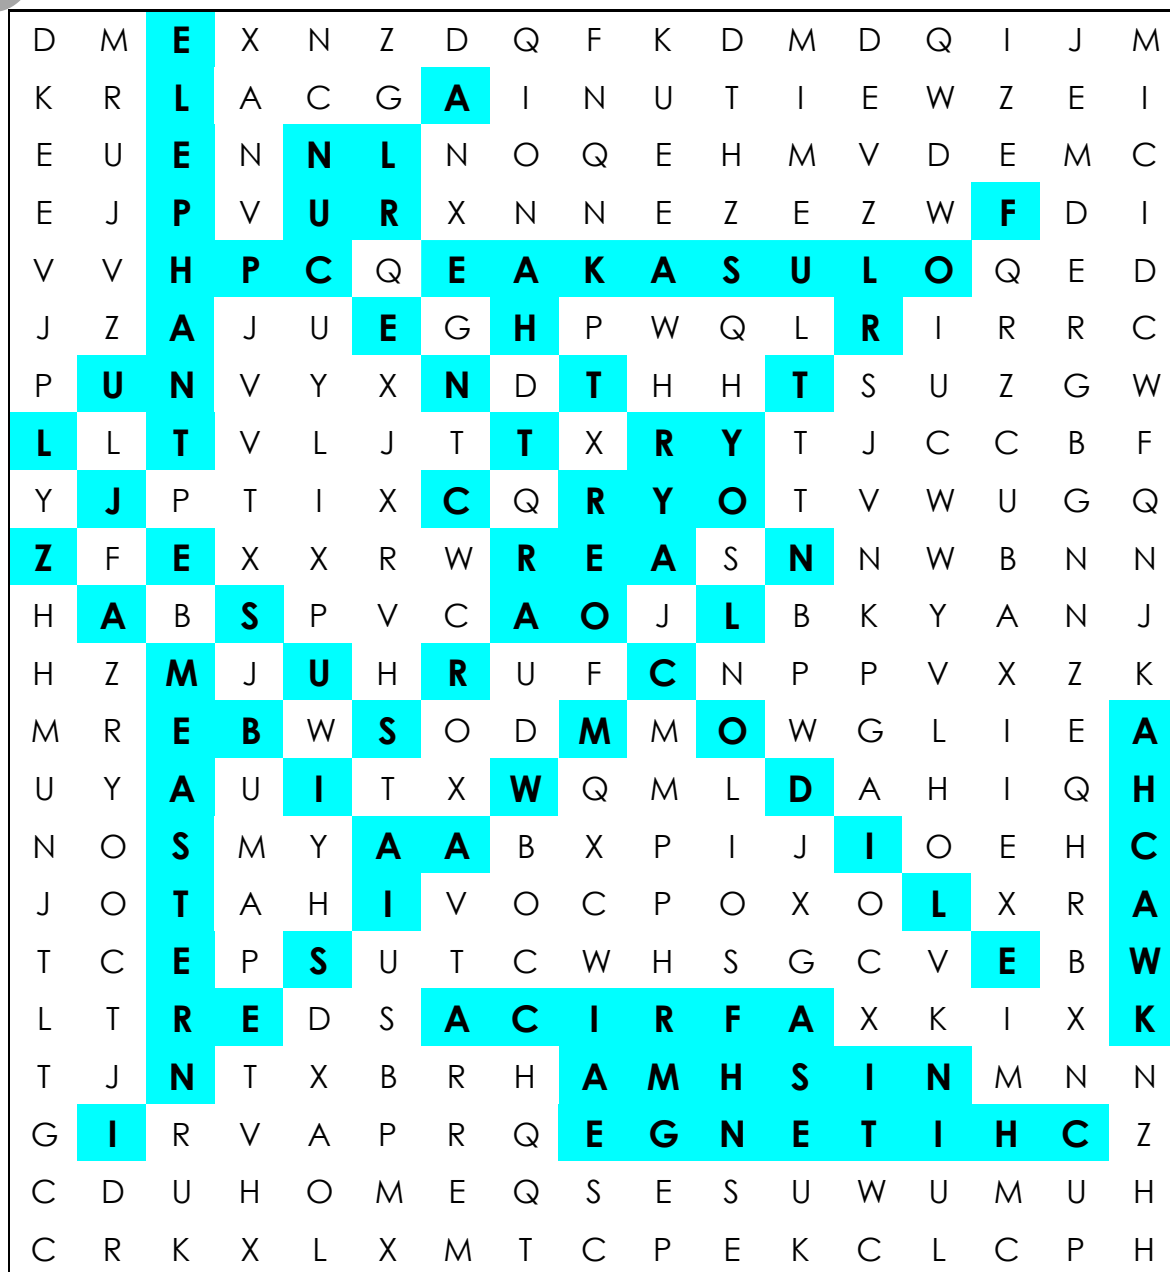 D M E X N Z D Q F K D M D Q I J M
K R L A C G A I N U T I E W Z E I
E U E N N L N O Q E H M V D E M C
E J P V U R X N N E Z E Z W F D I
V V H P C Q E A K A S U L O Q E D
J Z A J U E G H P W Q L R I R R C
P U N V Y X N D T H H T S U Z G W
L L T V L J T T X R Y T J C C B F
Y J P T I X C Q R Y O T V W U G Q
Z F E X X R W R E A S N N W B N N
H A B S P V C A O J L B K Y A N J
H Z M J U H R U F C N P P V X Z K
M R E B W S O D M M O W G L I E A
U Y A U I T X W Q M L D A H I Q H
N O S M Y A A B X P I J I O E H C
J O T A H I V O C P O X O L X R A
T C E P S U T C W H S G C V E B W
L T R E D S A C I R F A X K I X K
T J N T X B R H A M H S I N M N N
G I R V A P R Q E G N E T I H C Z
C D U H O M E Q S E S U W U M U H
C R K X L X M T C P E K C L C P H